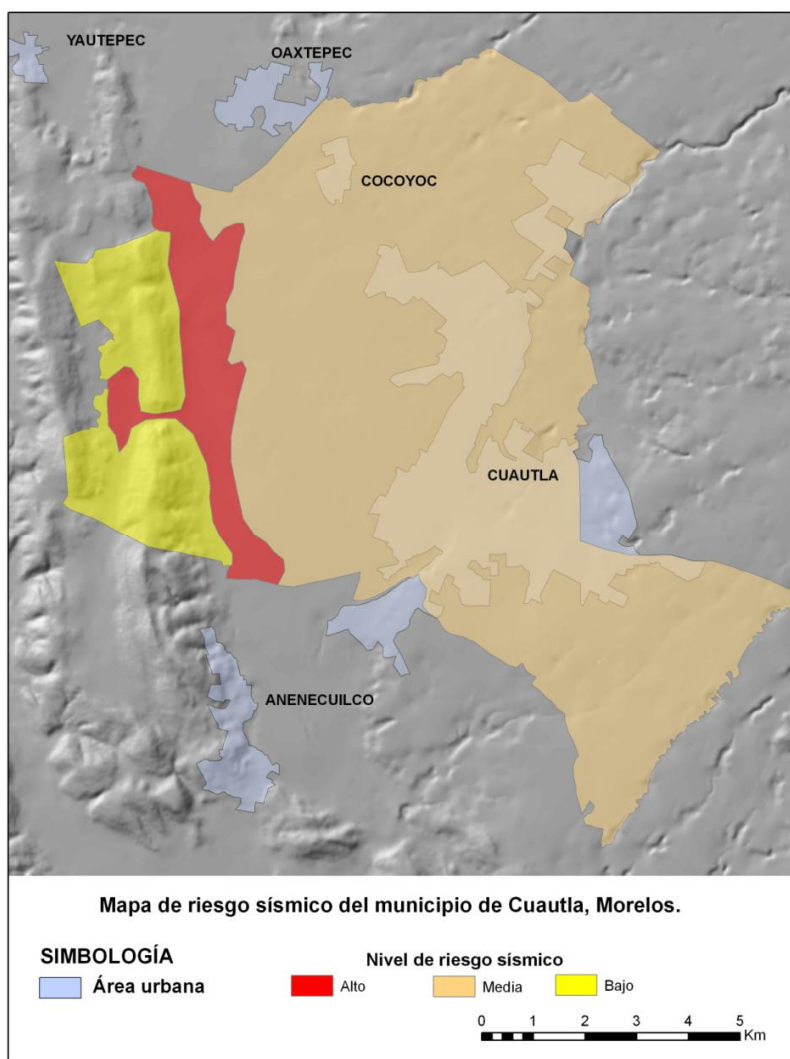 YAUTEPEC
OAXTEPEC
COCOYOC
CUAUTLA
ANENECUILCO
Mapa de riesgo sísmico del municipio de Cuautla, Morelos.
SIMBOLOGÍA
Área urbana
Nivel de riesgo sísmico
Alto
Media
Bajo
0 1 2 3 4 5
Km